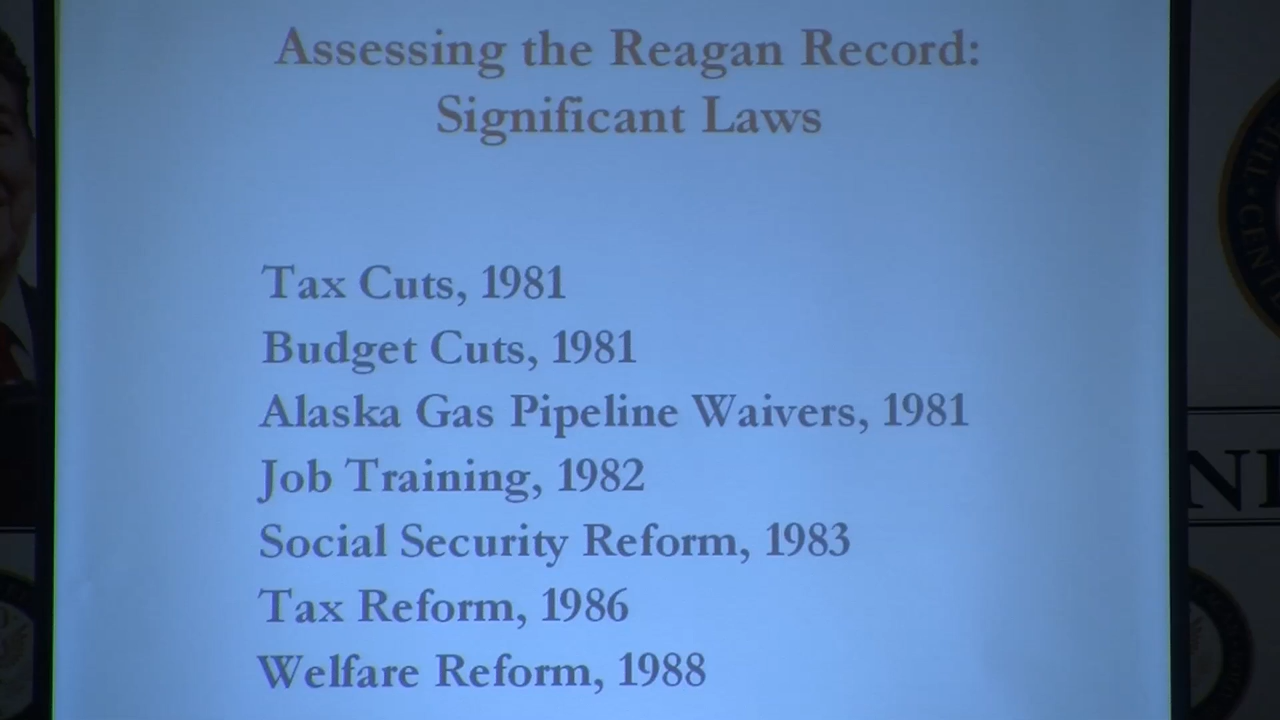 Assessing the Reagan Record:
Significant Laws
Tax Cuts, 1981
Budget Cuts, 1981
Alaska Gas Pipeline Waivers, 1981
Job Training, 1982
Social Security Reform, 1983
Tax Reform, 1986
Welfare Reform, 1988